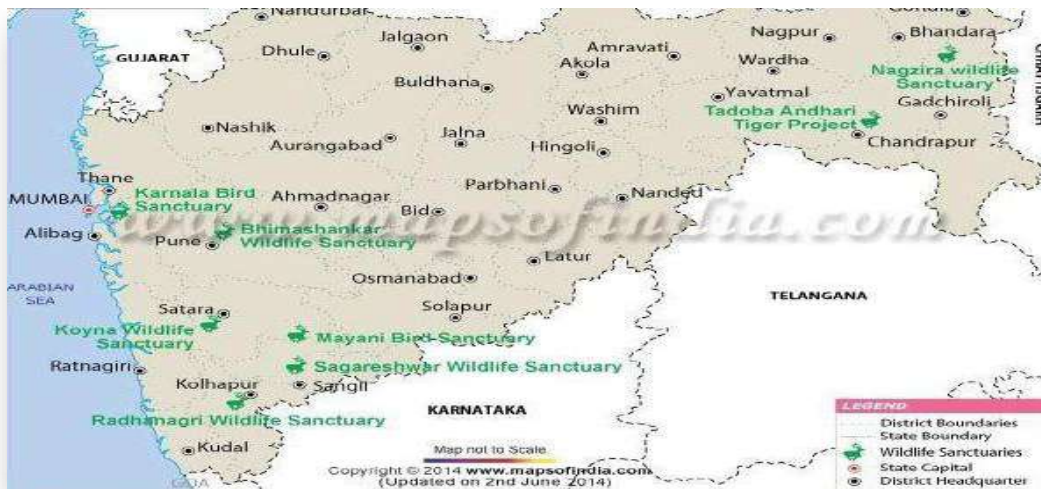 Nandurbar
Gondia
GUJARAT
Dhule
Jalgaon
Amravati
Nagpur
Bhandara
Akola
Wardha
Nagzira wildlife
Sanctuary
Buldhana
Yavatmal
Gadchiroli
Washim
Tadoba Andhari
Tiger Project
Nashik
Jalna
Aurangabad
Hingoli
Chandrapur
Thane
Parbhani
Nanded
MUMBAI
Karnala Bird
Sanctuary
Ahmadnagar
Bid
www.mapsofindia.com
Alibag
Pune
Bhimashankar
Wildlife Sanctuary
Latur
Osmanabad
ARABIAN
SEA
TELANGANA
Satara
Solapur
Koyna Wildlife
Sanctuary
Mayani Bird Sanctuary
Ratnagiri
Sagareshwar Wildlife Sanctuary
Kolhapur
Sangli
Radhanagri Wildlife Sanctuary
KARNATAKA
Kudal
GOA
Map not to Scale
Copyright © 2014 www.mapsofindia.com
(Updated on 2nd June 2014)
LEGEND
District Boundaries
State Boundary
Wildlife Sanctuaries
State Capital
District Headquarter